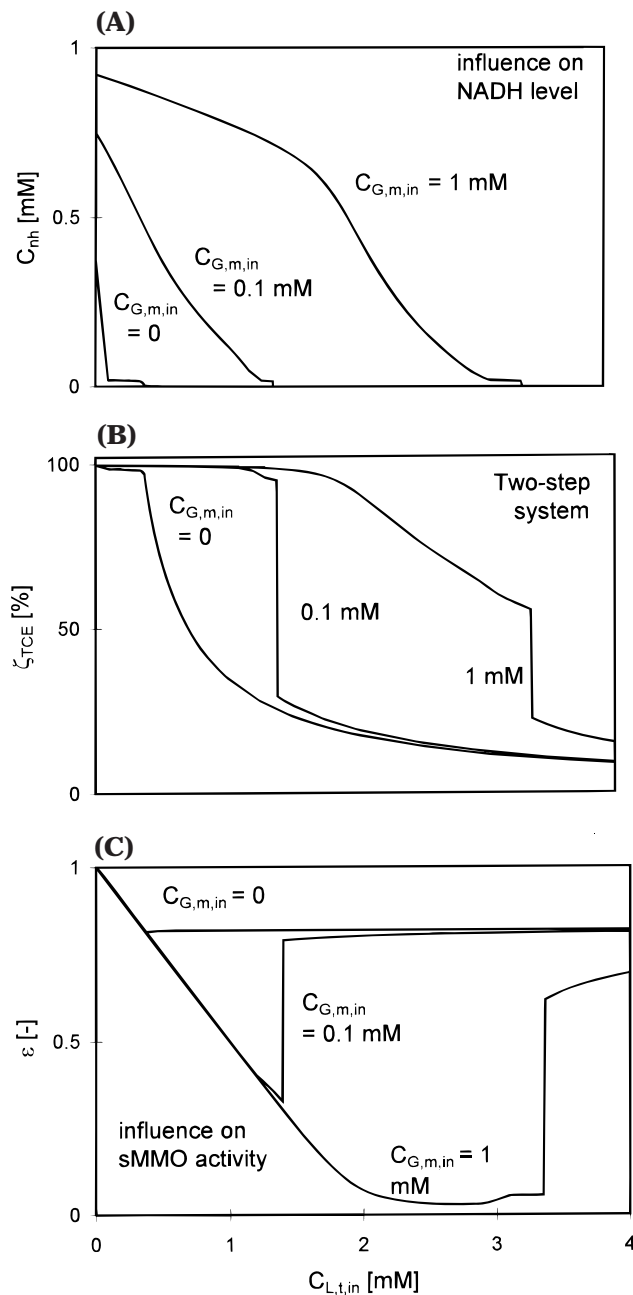 (A)
1
influence on
NADH level
C_nh [mM]
C_G,m,in = 1 mM
0.5
C_G,m,in
= 0.1 mM
C_G,m,in
= 0
0
(B)
100
Two-step
system
C_G,m,in
= 0
ζ_TCE [%]
0.1 mM
50
1 mM
0
(C)
1
C_G,m,in = 0
C_G,m,in
= 0.1 mM
ε [-]
0.5
influence on
sMMO activity
C_G,m,in = 1
mM
0
0 1 2 3 4
C_L,t,in [mM]